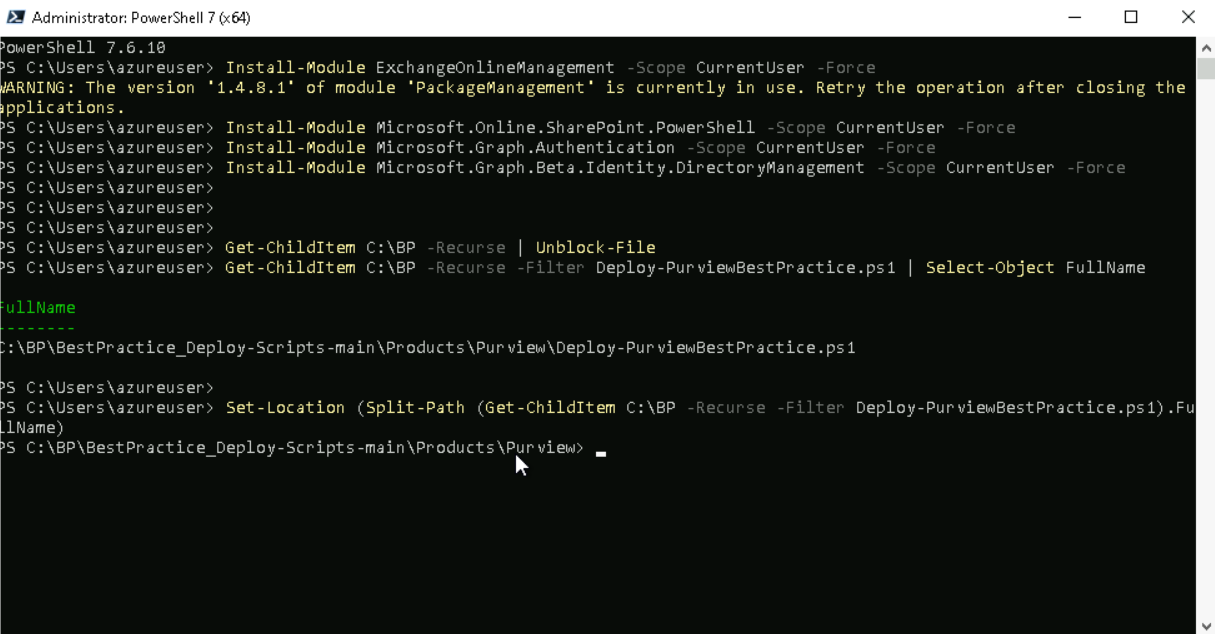 Administrator: PowerShell 7 (x64)
PowerShell 7.6.10
PS C:\Users\azureuser> Install-Module ExchangeOnlineManagement -Scope CurrentUser -Force
WARNING: The version '1.4.8.1' of module 'PackageManagement' is currently in use. Retry the operation after closing the
applications.
PS C:\Users\azureuser> Install-Module Microsoft.Online.SharePoint.PowerShell -Scope CurrentUser -Force
PS C:\Users\azureuser> Install-Module Microsoft.Graph.Authentication -Scope CurrentUser -Force
PS C:\Users\azureuser> Install-Module Microsoft.Graph.Beta.Identity.DirectoryManagement -Scope CurrentUser -Force
PS C:\Users\azureuser>
PS C:\Users\azureuser>
PS C:\Users\azureuser>
PS C:\Users\azureuser> Get-ChildItem C:\BP -Recurse | Unblock-File
PS C:\Users\azureuser> Get-ChildItem C:\BP -Recurse -Filter Deploy-PurviewBestPractice.ps1 | Select-Object FullName
FullName
--------
C:\BP\BestPractice_Deploy-Scripts-main\Products\Purview\Deploy-PurviewBestPractice.ps1
PS C:\Users\azureuser>
PS C:\Users\azureuser> Set-Location (Split-Path (Get-ChildItem C:\BP -Recurse -Filter Deploy-PurviewBestPractice.ps1).Fu
llName)
PS C:\BP\BestPractice_Deploy-Scripts-main\Products\Purview>